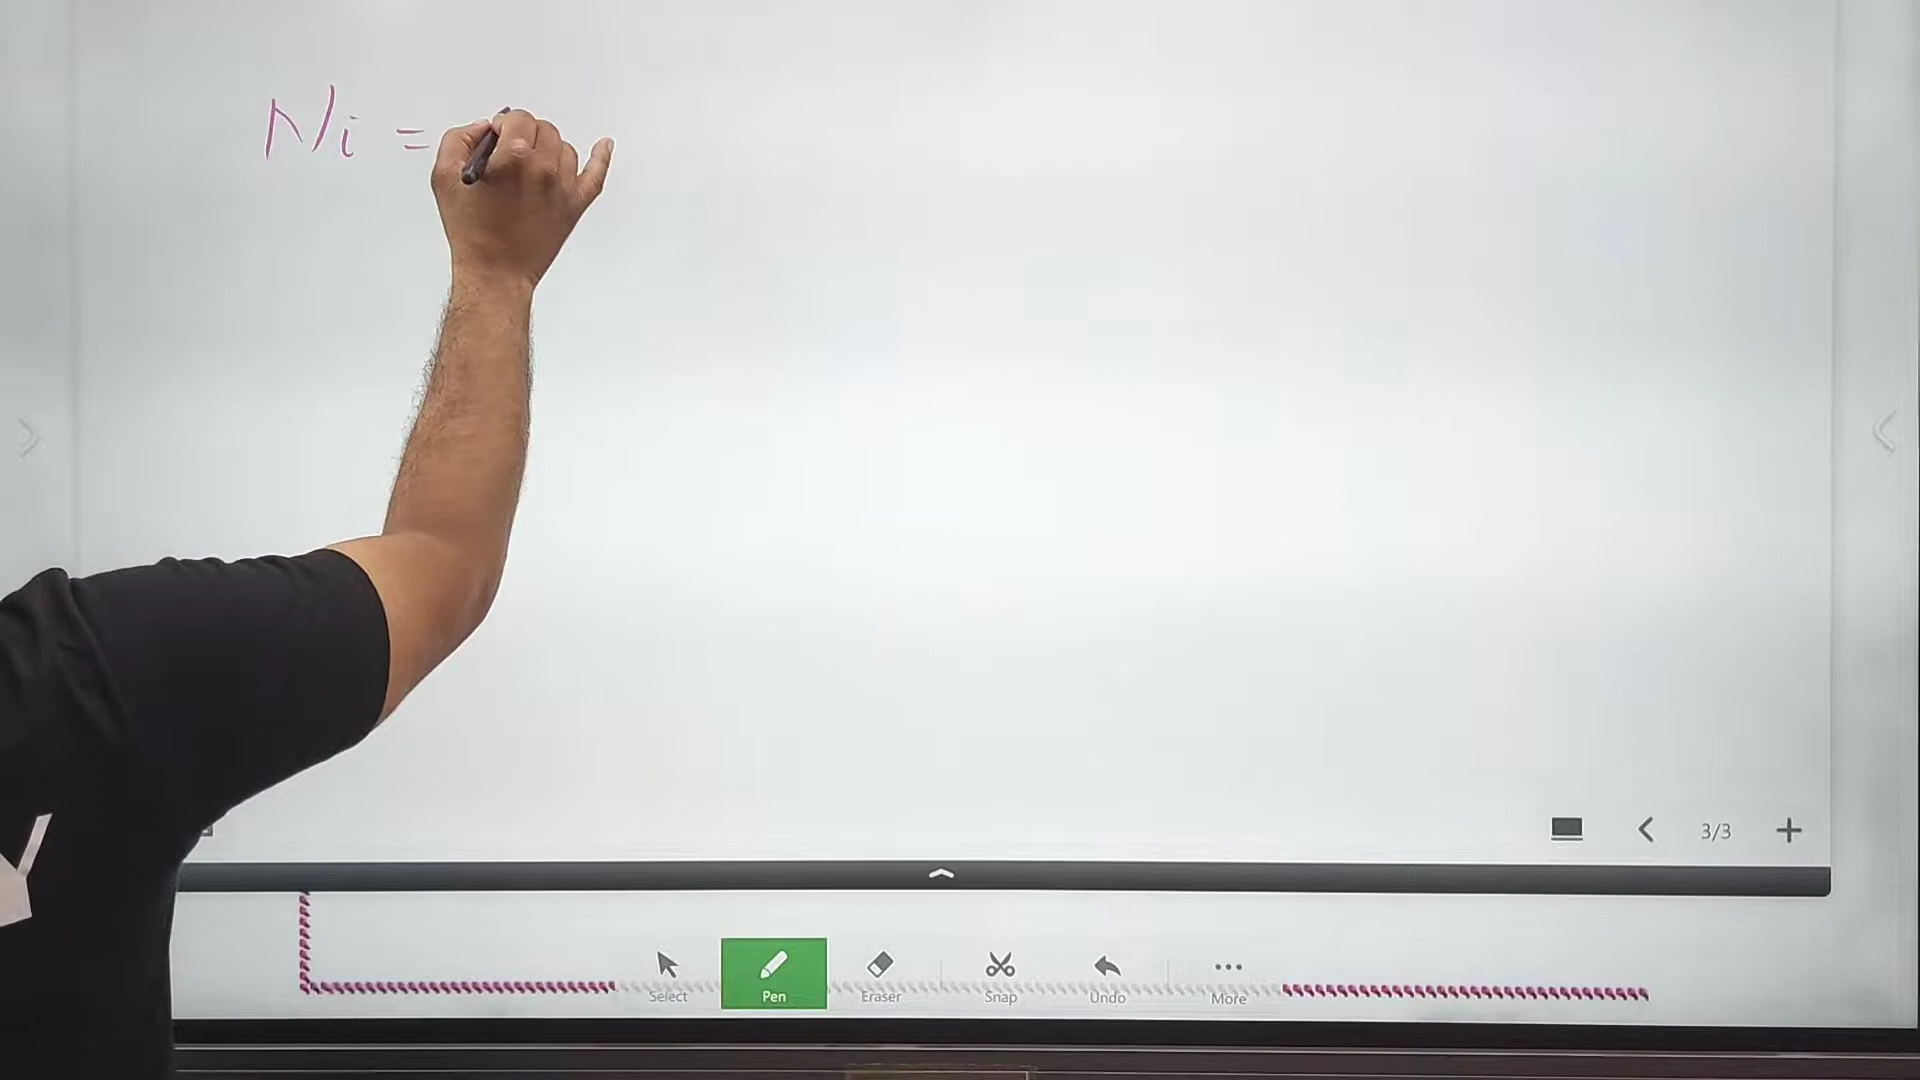 Ni =
3/3
Select Pen Eraser Snap Undo More